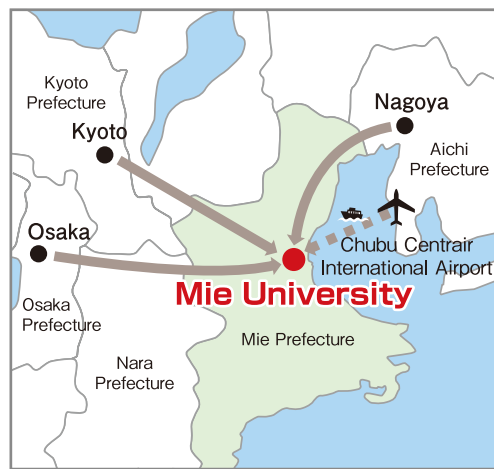 Kyoto
Prefecture
Kyoto
Nagoya
Aichi
Prefecture
Osaka
Chubu Centrair
International Airport
Mie University
Osaka
Prefecture
Nara
Prefecture
Mie Prefecture